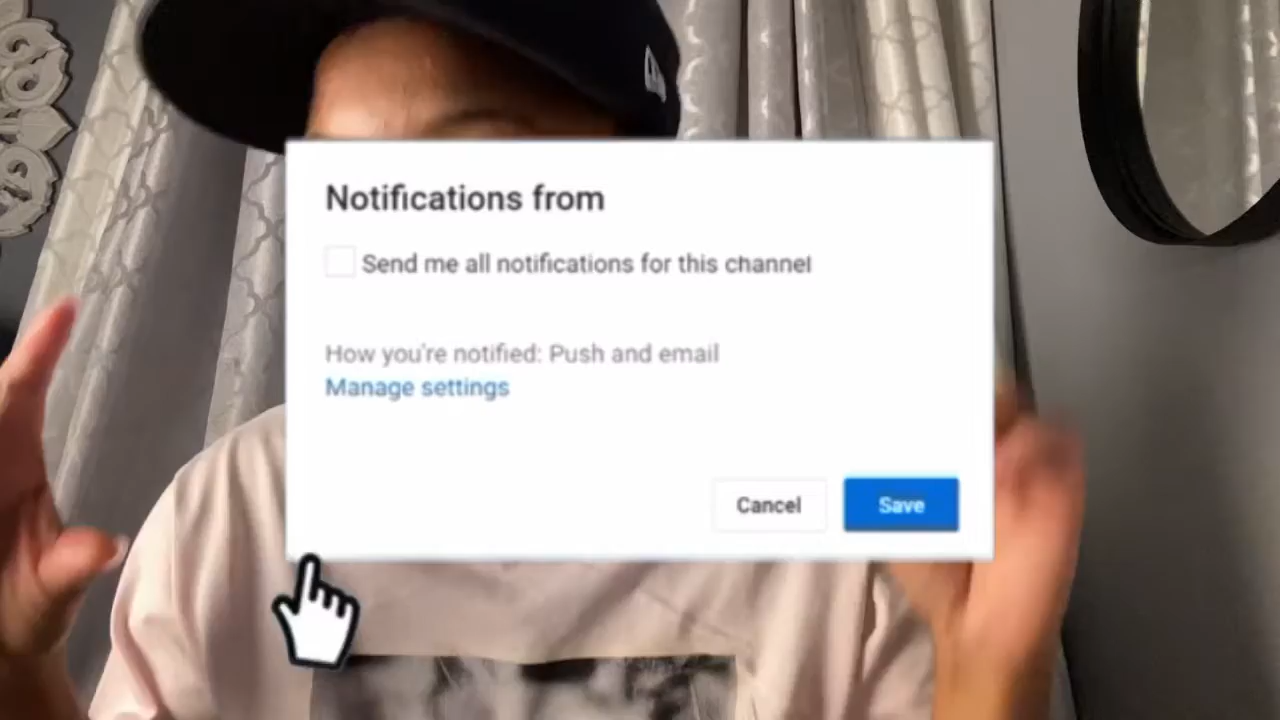 Notifications from
Send me all notifications for this channel
How you're notified: Push and email
Manage settings
Cancel
Save